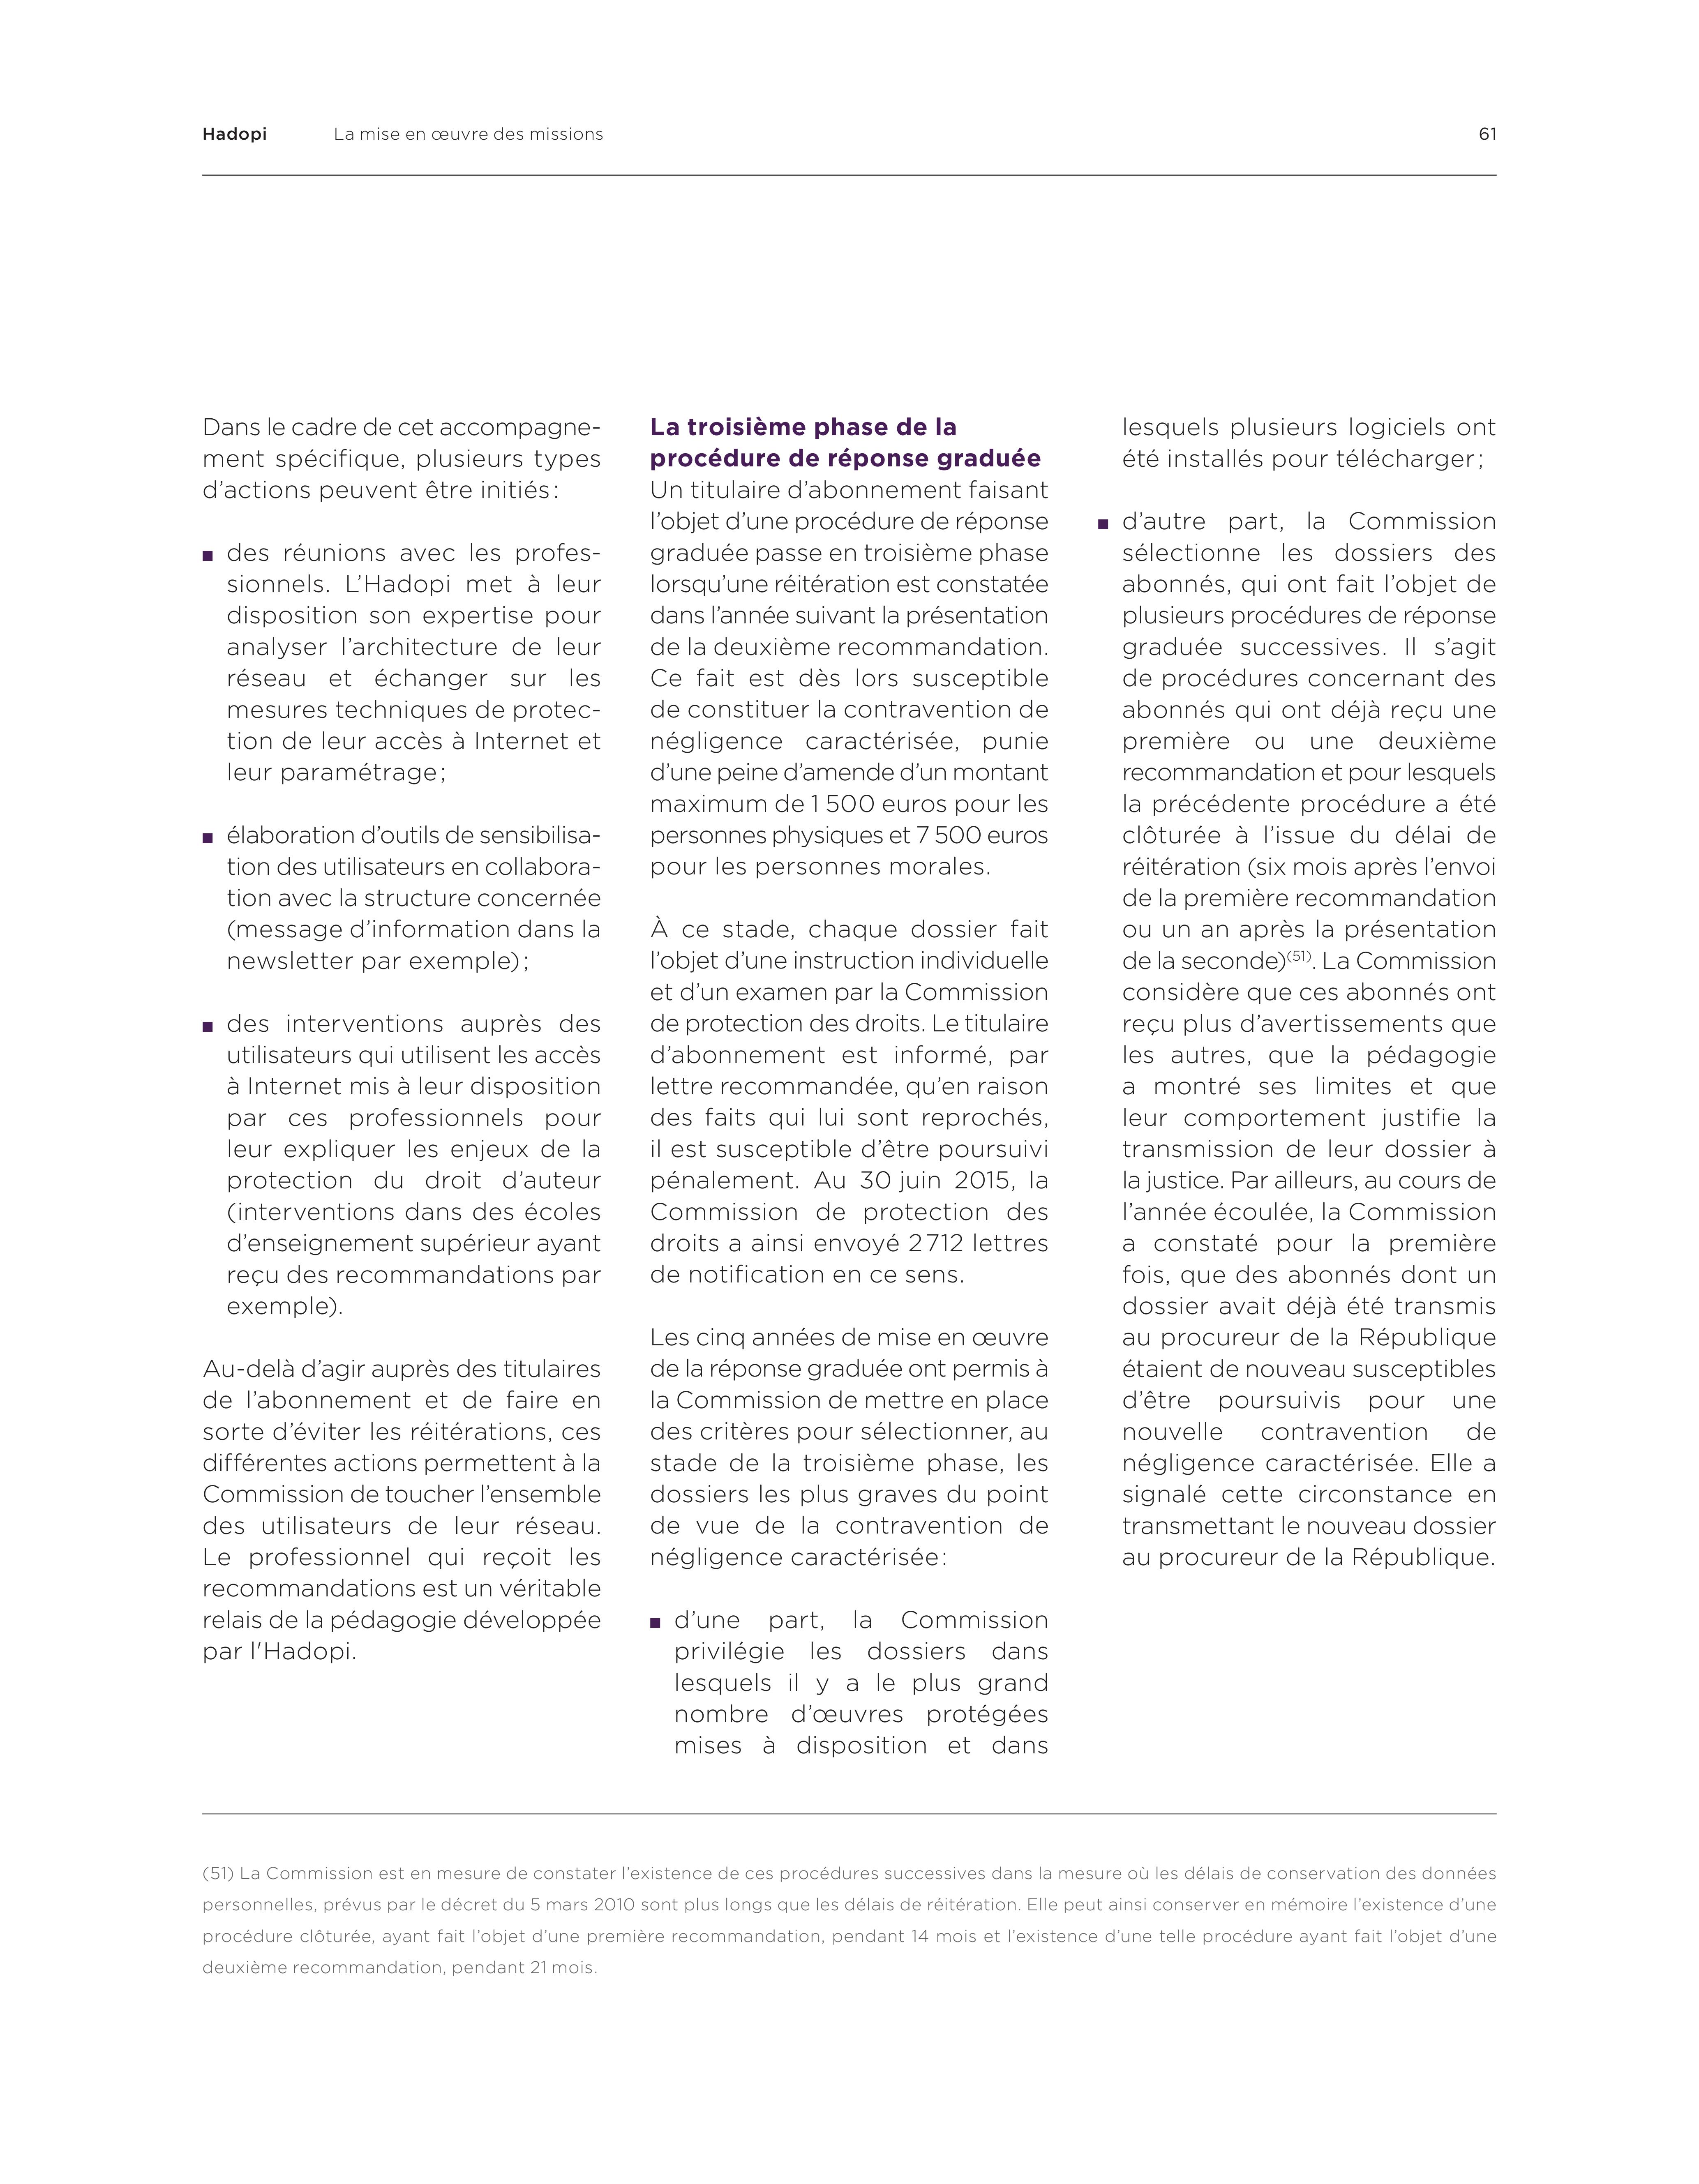 Hadopi La mise en œuvre des missions 61
Dans le cadre de cet accompagne-
ment spécifique, plusieurs types
d’actions peuvent être initiés :
■ des réunions avec les profes-
sionnels. L’Hadopi met à leur
disposition son expertise pour
analyser l’architecture de leur
réseau et échanger sur les
mesures techniques de protec-
tion de leur accès à Internet et
leur paramétrage ;
■ élaboration d’outils de sensibilisa-
tion des utilisateurs en collabora-
tion avec la structure concernée
(message d’information dans la
newsletter par exemple) ;
■ des interventions auprès des
utilisateurs qui utilisent les accès
à Internet mis à leur disposition
par ces professionnels pour
leur expliquer les enjeux de la
protection du droit d’auteur
(interventions dans des écoles
d’enseignement supérieur ayant
reçu des recommandations par
exemple).
Au-delà d’agir auprès des titulaires
de l’abonnement et de faire en
sorte d’éviter les réitérations, ces
différentes actions permettent à la
Commission de toucher l’ensemble
des utilisateurs de leur réseau.
Le professionnel qui reçoit les
recommandations est un véritable
relais de la pédagogie développée
par l'Hadopi.
La troisième phase de la
procédure de réponse graduée
Un titulaire d’abonnement faisant
l’objet d’une procédure de réponse
graduée passe en troisième phase
lorsqu’une réitération est constatée
dans l’année suivant la présentation
de la deuxième recommandation.
Ce fait est dès lors susceptible
de constituer la contravention de
négligence caractérisée, punie
d’une peine d’amende d’un montant
maximum de 1 500 euros pour les
personnes physiques et 7 500 euros
pour les personnes morales.
À ce stade, chaque dossier fait
l’objet d’une instruction individuelle
et d’un examen par la Commission
de protection des droits. Le titulaire
d’abonnement est informé, par
lettre recommandée, qu’en raison
des faits qui lui sont reprochés,
il est susceptible d’être poursuivi
pénalement. Au 30 juin 2015, la
Commission de protection des
droits a ainsi envoyé 2 712 lettres
de notification en ce sens.
Les cinq années de mise en œuvre
de la réponse graduée ont permis à
la Commission de mettre en place
des critères pour sélectionner, au
stade de la troisième phase, les
dossiers les plus graves du point
de vue de la contravention de
négligence caractérisée :
■ d’une part, la Commission
privilégie les dossiers dans
lesquels il y a le plus grand
nombre d’œuvres protégées
mises à disposition et dans
lesquels plusieurs logiciels ont
été installés pour télécharger ;
■ d’autre part, la Commission
sélectionne les dossiers des
abonnés, qui ont fait l’objet de
plusieurs procédures de réponse
graduée successives. Il s’agit
de procédures concernant des
abonnés qui ont déjà reçu une
première ou une deuxième
recommandation et pour lesquels
la précédente procédure a été
clôturée à l’issue du délai de
réitération (six mois après l’envoi
de la première recommandation
ou un an après la présentation
de la seconde)(51). La Commission
considère que ces abonnés ont
reçu plus d’avertissements que
les autres, que la pédagogie
a montré ses limites et que
leur comportement justifie la
transmission de leur dossier à
la justice. Par ailleurs, au cours de
l’année écoulée, la Commission
a constaté pour la première
fois, que des abonnés dont un
dossier avait déjà été transmis
au procureur de la République
étaient de nouveau susceptibles
d’être poursuivis pour une
nouvelle contravention de
négligence caractérisée. Elle a
signalé cette circonstance en
transmettant le nouveau dossier
au procureur de la République.
(51) La Commission est en mesure de constater l’existence de ces procédures successives dans la mesure où les délais de conservation des données
personnelles, prévus par le décret du 5 mars 2010 sont plus longs que les délais de réitération. Elle peut ainsi conserver en mémoire l’existence d’une
procédure clôturée, ayant fait l’objet d’une première recommandation, pendant 14 mois et l’existence d’une telle procédure ayant fait l’objet d’une
deuxième recommandation, pendant 21 mois.